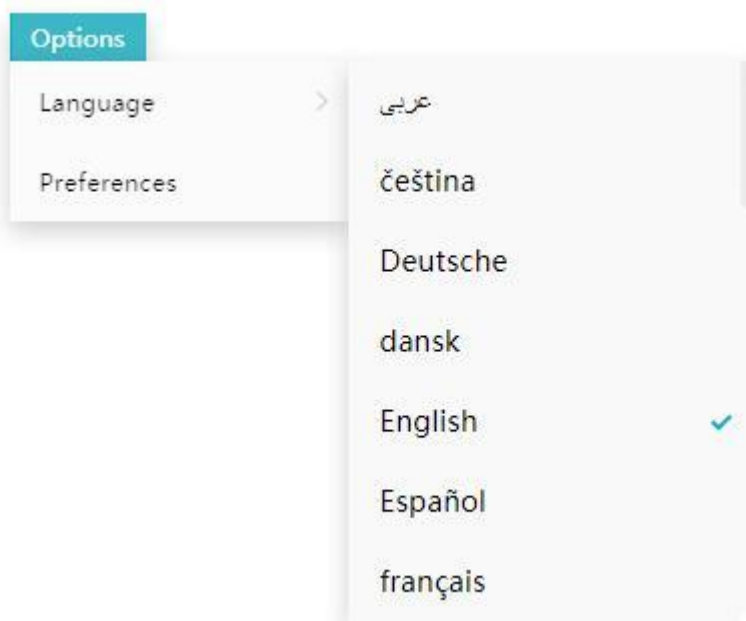 Options
Language
Preferences
عربى
čeština
Deutsche
dansk
English
Español
français